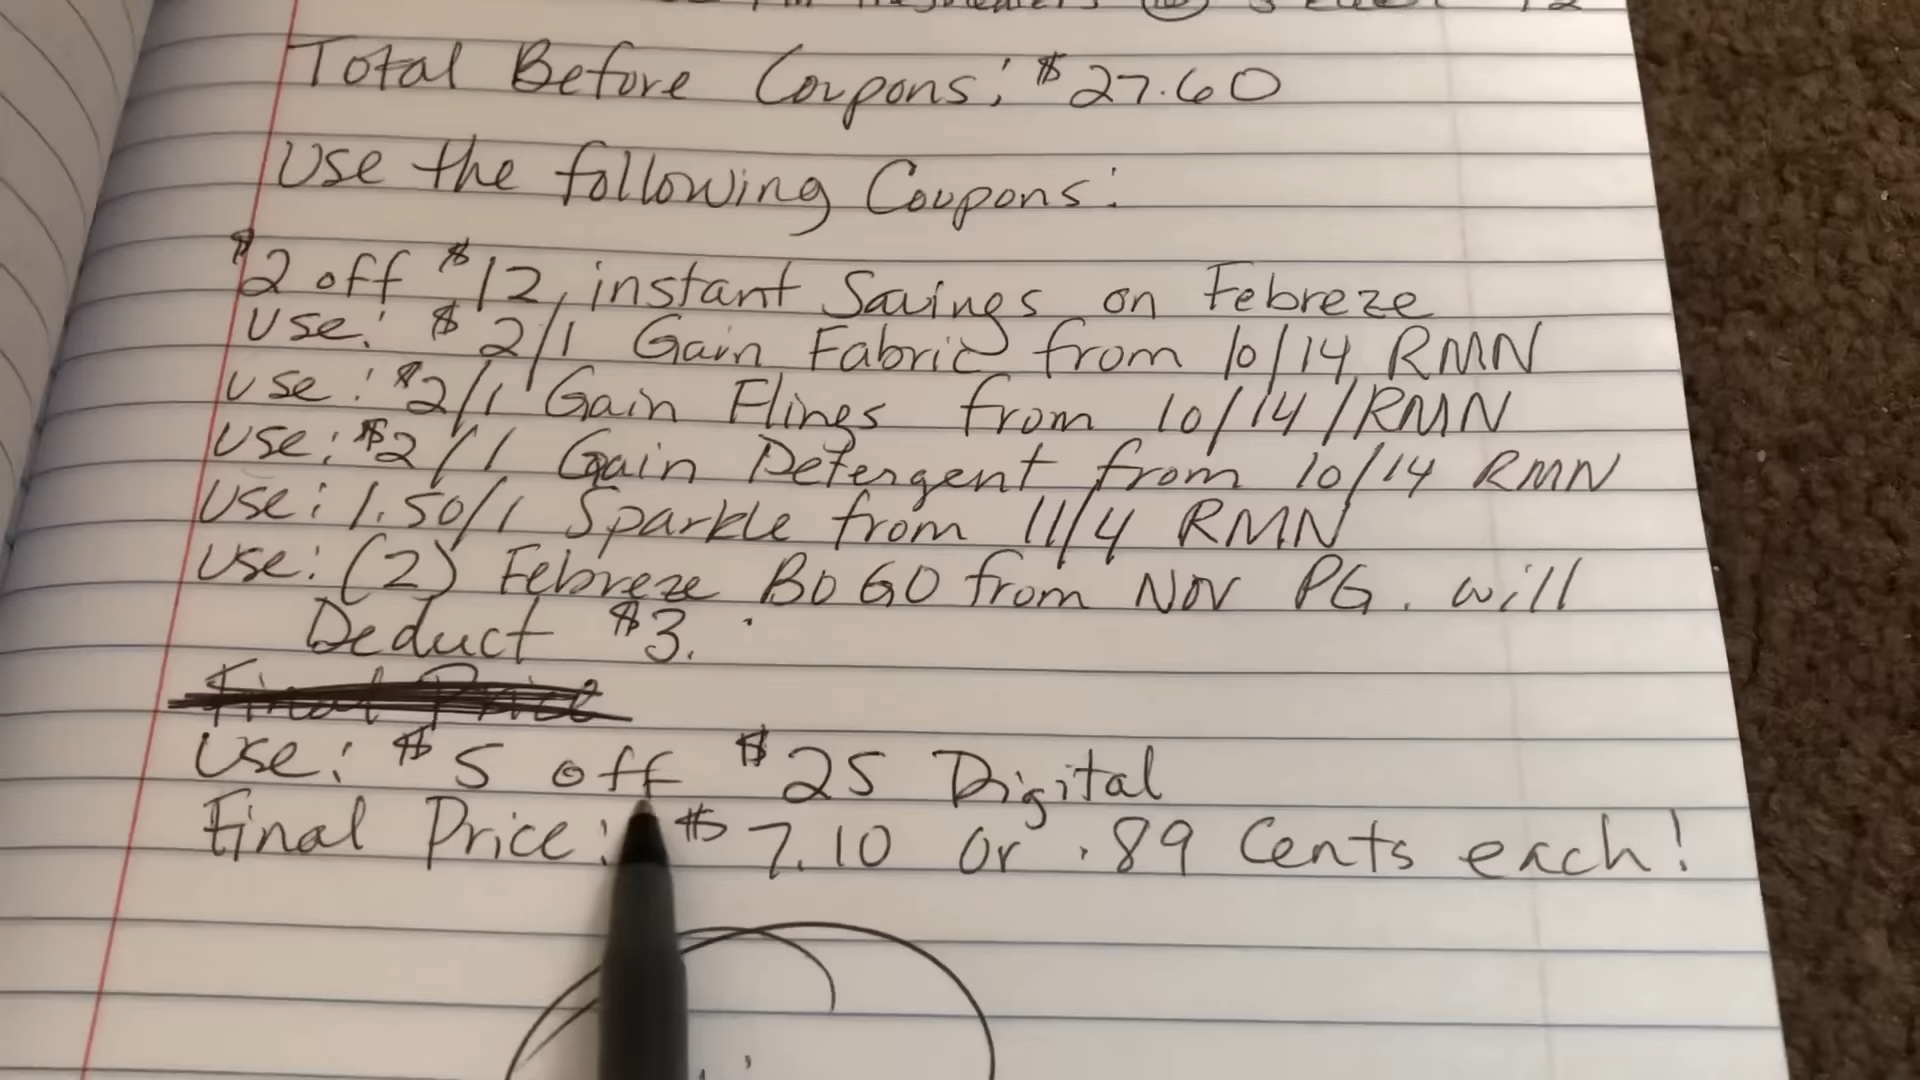 Total Before Coupons: $27.60
Use the following Coupons:
$2 off $12, instant Savings on Febreze
Use: $2/1 Gain Fabric from 10/14 RMN
Use: $2/1 Gain Flings from 10/14/RMN
Use: $2/1 Gain Detergent from 10/14 RMN
Use: 1.50/1 Sparkle from 11/4 RMN
Use: (2) Febreze BOGO from NOV PG. will
Deduct $3.
Final Price
Use: $5 off $25 Digital
Final Price: $7.10 or .89 Cents each!